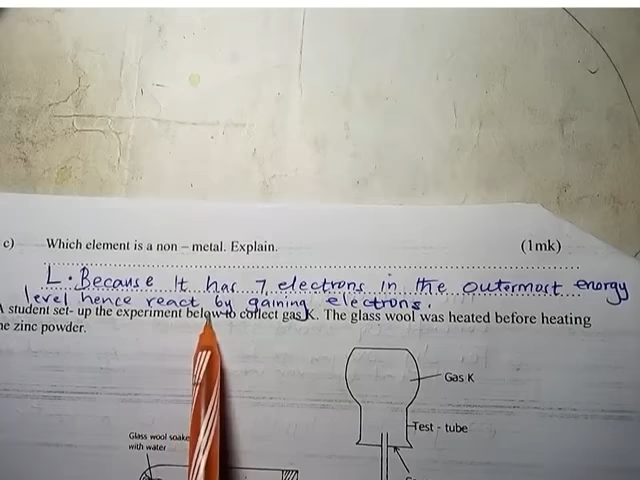 c) Which element is a non – metal. Explain. (1mk)
L. Because It has 7 electrons in the outermost energy
level hence react by gaining electrons.
A student set- up the experiment below to collect gas K. The glass wool was heated before heating
zinc powder.
Gas K
Test - tube
Glass wool
with water